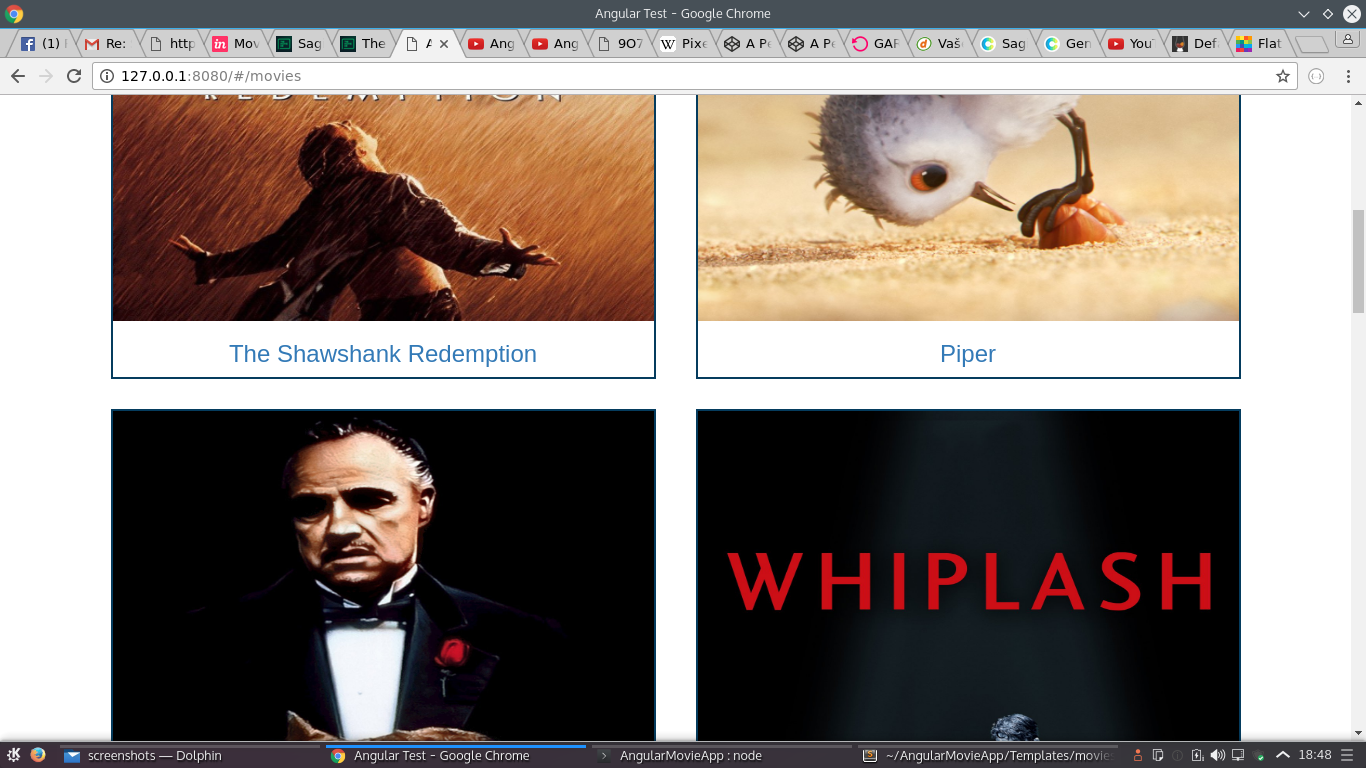 Angular Test - Google Chrome
(1)
Re:
http
Mov
Sag
The
A
Ang
Ang
9O7
Pixe
A Pe
A Pe
GAF
Vaš
Sag
Gen
YouT
Def
Flat
127.0.0.1:8080/#/movies
REDEMPTION
The Shawshank Redemption
Piper
WHIPLASH
screenshots — Dolphin
Angular Test - Google Chrome
AngularMovieApp : node
~/AngularMovieApp/Templates/movies
18:48